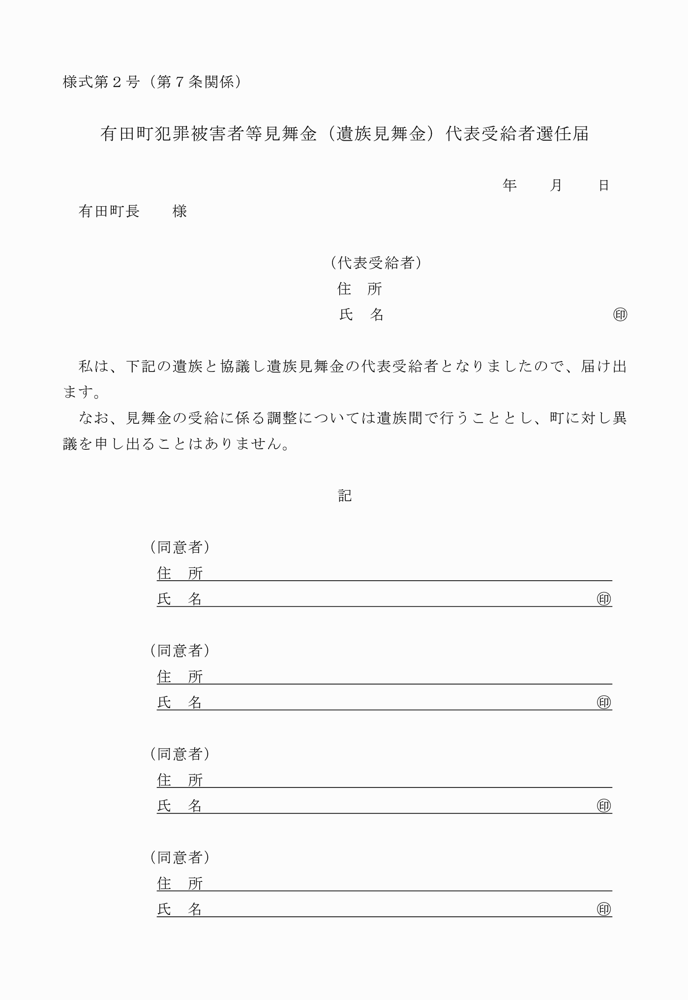 様式第２号（第７条関係）
有田町犯罪被害者等見舞金（遺族見舞金）代表受給者選任届
年　　月　　日
有田町長　　様
（代表受給者）
住　所
氏　名　㊞
私は、下記の遺族と協議し遺族見舞金の代表受給者となりましたので、届け出
ます。
なお、見舞金の受給に係る調整については遺族間で行うこととし、町に対し異
議を申し出ることはありません。
記
（同意者）
住　所
氏　名　㊞
（同意者）
住　所
氏　名　㊞
（同意者）
住　所
氏　名　㊞
（同意者）
住　所
氏　名　㊞